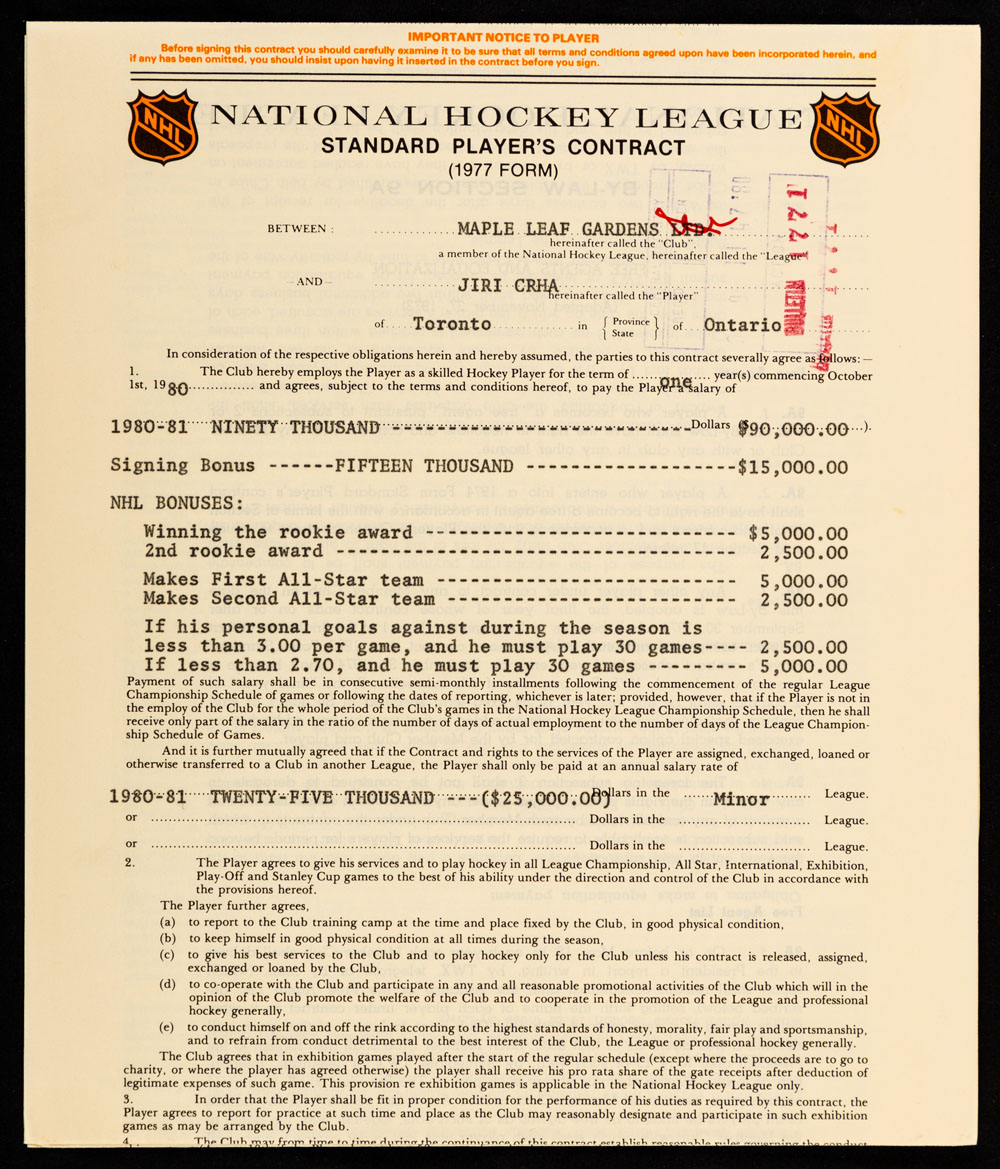 IMPORTANT NOTICE TO PLAYER
Before signing this contract you should carefully examine it to be sure that all terms and conditions agreed upon have been incorporated herein, and
if any has been omitted, you should insist upon having it inserted in the contract before you sign.
NHL
NATIONAL HOCKEY LEAGUE
NHL
STANDARD PLAYER'S CONTRACT
(1977 FORM)
BETWEEN: MAPLE LEAF GARDENS LTD.
hereinafter called the "Club",
a member of the National Hockey League, hereinafter called the "League"
BULLETIN 1771
—AND— JIRI CRHA
hereinafter called the "Player"
of Toronto in { Province State } of Ontario
In consideration of the respective obligations herein and hereby assumed, the parties to this contract severally agree as follows: —
1. The Club hereby employs the Player as a skilled Hockey Player for the term of one year(s) commencing October
1st, 1980 and agrees, subject to the terms and conditions hereof, to pay the Player a salary of
1980-81 NINETY THOUSAND ------------------------------ Dollars ($90,000.00 ).
Signing Bonus ------FIFTEEN THOUSAND --------------------$15,000.00
NHL BONUSES:
Winning the rookie award ----------------------------- $5,000.00
2nd rookie award ------------------------------------- 2,500.00
Makes First All-Star team ---------------------------- 5,000.00
Makes Second All-Star team --------------------------- 2,500.00
If his personal goals against during the season is
less than 3.00 per game, and he must play 30 games---- 2,500.00
If less than 2.70, and he must play 30 games --------- 5,000.00
Payment of such salary shall be in consecutive semi-monthly installments following the commencement of the regular League
Championship Schedule of games or following the dates of reporting, whichever is later; provided, however, that if the Player is not in
the employ of the Club for the whole period of the Club's games in the National Hockey League Championship Schedule, then he shall
receive only part of the salary in the ratio of the number of days of actual employment to the number of days of the League Champion-
ship Schedule of Games.
And it is further mutually agreed that if the Contract and rights to the services of the Player are assigned, exchanged, loaned or
otherwise transferred to a Club in another League, the Player shall only be paid at an annual salary rate of
1980-81 TWENTY-FIVE THOUSAND ---($25,000.00) Dollars in the Minor League.
or Dollars in the League.
or Dollars in the League.
2. The Player agrees to give his services and to play hockey in all League Championship, All Star, International, Exhibition,
Play-Off and Stanley Cup games to the best of his ability under the direction and control of the Club in accordance with
the provisions hereof.
The Player further agrees,
(a) to report to the Club training camp at the time and place fixed by the Club, in good physical condition,
(b) to keep himself in good physical condition at all times during the season,
(c) to give his best services to the Club and to play hockey only for the Club unless his contract is released, assigned,
exchanged or loaned by the Club,
(d) to co-operate with the Club and participate in any and all reasonable promotional activities of the Club which will in the
opinion of the Club promote the welfare of the Club and to cooperate in the promotion of the League and professional
hockey generally,
(e) to conduct himself on and off the rink according to the highest standards of honesty, morality, fair play and sportsmanship,
and to refrain from conduct detrimental to the best interest of the Club, the League or professional hockey generally.
The Club agrees that in exhibition games played after the start of the regular schedule (except where the proceeds are to go to
charity, or where the player has agreed otherwise) the player shall receive his pro rata share of the gate receipts after deduction of
legitimate expenses of such game. This provision re exhibition games is applicable in the National Hockey League only.
3. In order that the Player shall be fit in proper condition for the performance of his duties as required by this contract, the
Player agrees to report for practice at such time and place as the Club may reasonably designate and participate in such exhibition
games as may be arranged by the Club.
4. The Club may from time to time during the continuance of this contract establish reasonable rules governing the conduct